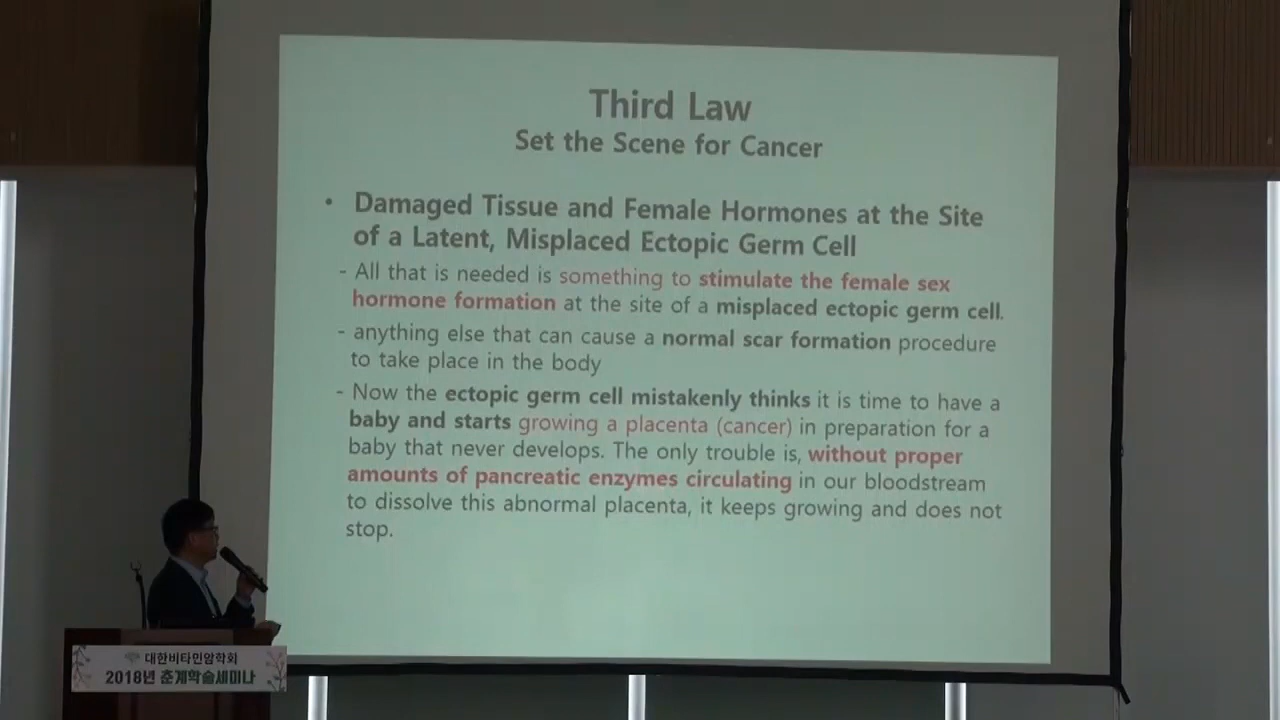 Third Law
Set the Scene for Cancer
• Damaged Tissue and Female Hormones at the Site
of a Latent, Misplaced Ectopic Germ Cell
- All that is needed is something to stimulate the female sex
hormone formation at the site of a misplaced ectopic germ cell.
- anything else that can cause a normal scar formation procedure
to take place in the body
- Now the ectopic germ cell mistakenly thinks it is time to have a
baby and starts growing a placenta (cancer) in preparation for a
baby that never develops. The only trouble is, without proper
amounts of pancreatic enzymes circulating in our bloodstream
to dissolve this abnormal placenta, it keeps growing and does not
stop.
대한비타민암학회
2018년 춘계학술세미나